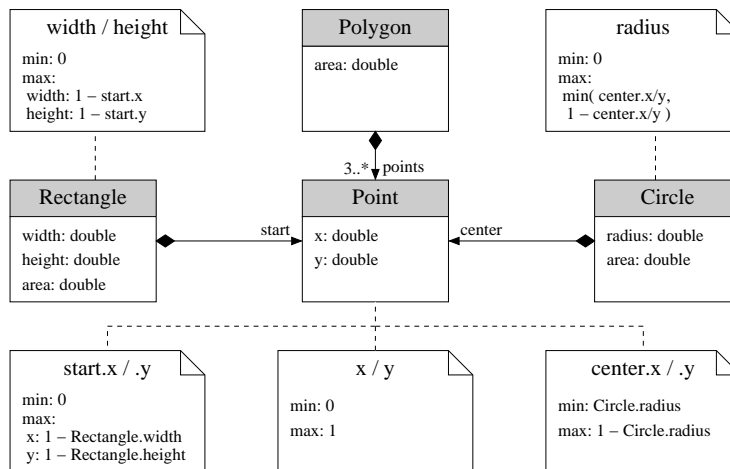 width / height
min: 0
max:
width: 1 – start.x
height: 1 – start.y
Polygon
area: double
radius
min: 0
max:
min( center.x/y,
1 – center.x/y )
3..* points
Rectangle
width: double
height: double
area: double
start
Point
x: double
y: double
center
Circle
radius: double
area: double
start.x / .y
min: 0
max:
x: 1 – Rectangle.width
y: 1 – Rectangle.height
x / y
min: 0
max: 1
center.x / .y
min: Circle.radius
max: 1 – Circle.radius